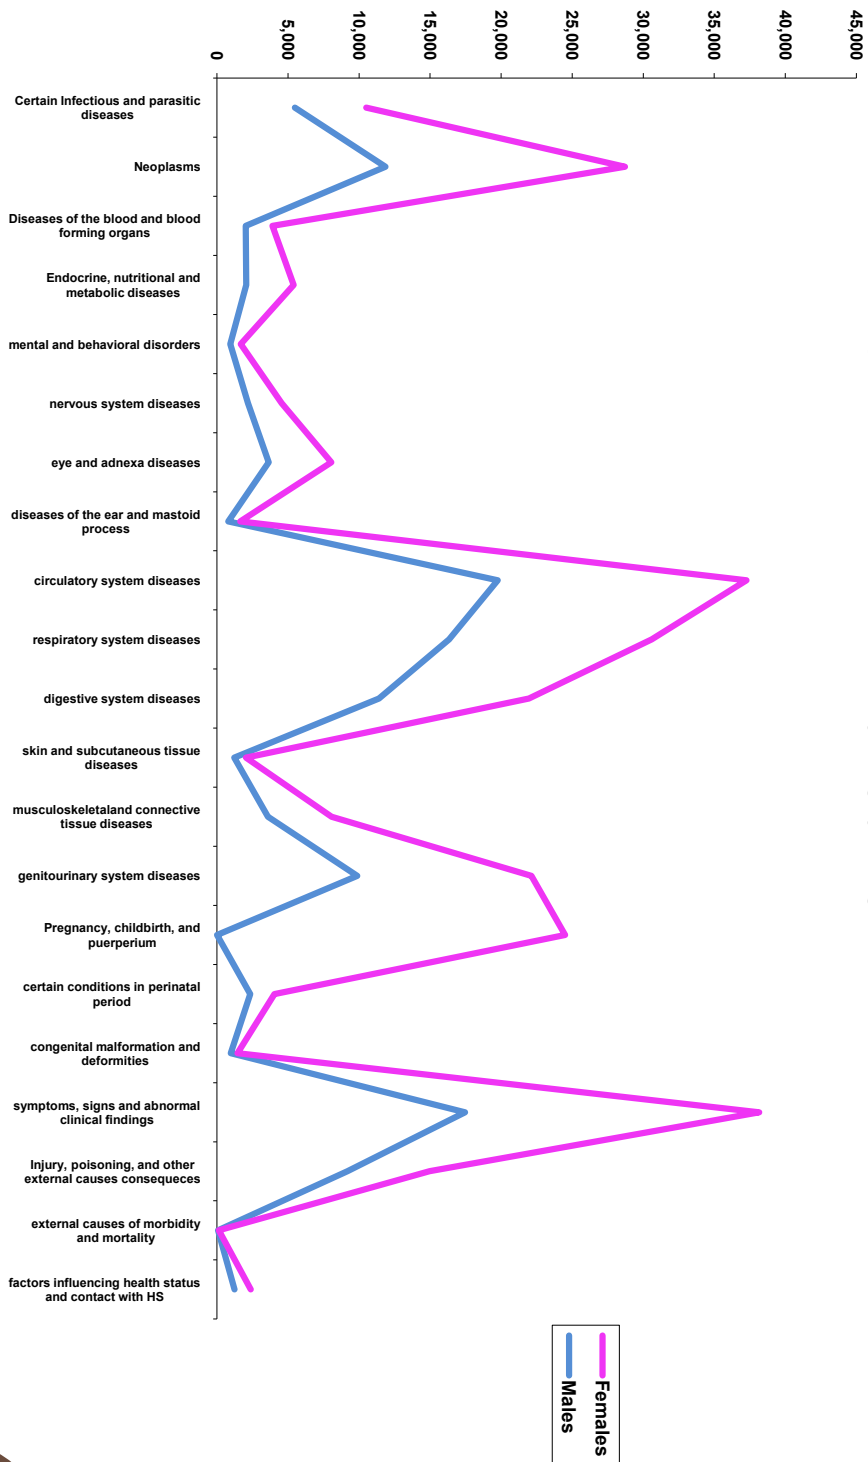 0
5,000
10,000
15,000
20,000
25,000
30,000
35,000
40,000
45,000
Certain Infectious and parasitic
diseases
Neoplasms
Diseases of the blood and blood
forming organs
Endocrine, nutritional and
metabolic diseases
mental and behavioral disorders
nervous system diseases
eye and adnexa diseases
diseases of the ear and mastoid
process
circulatory system diseases
respiratory system diseases
digestive system diseases
skin and subcutaneous tissue
diseases
musculoskeletaland connective
tissue diseases
genitourinary system diseases
Pregnancy, childbirth, and
puerperium
certain conditions in perinatal
period
congenital malformation and
deformities
symptoms, signs and abnormal
clinical findings
Injury, poisoning, and other
external causes consequeces
external causes of morbidity
and mortality
factors influencing health status
and contact with HS
Females
Males